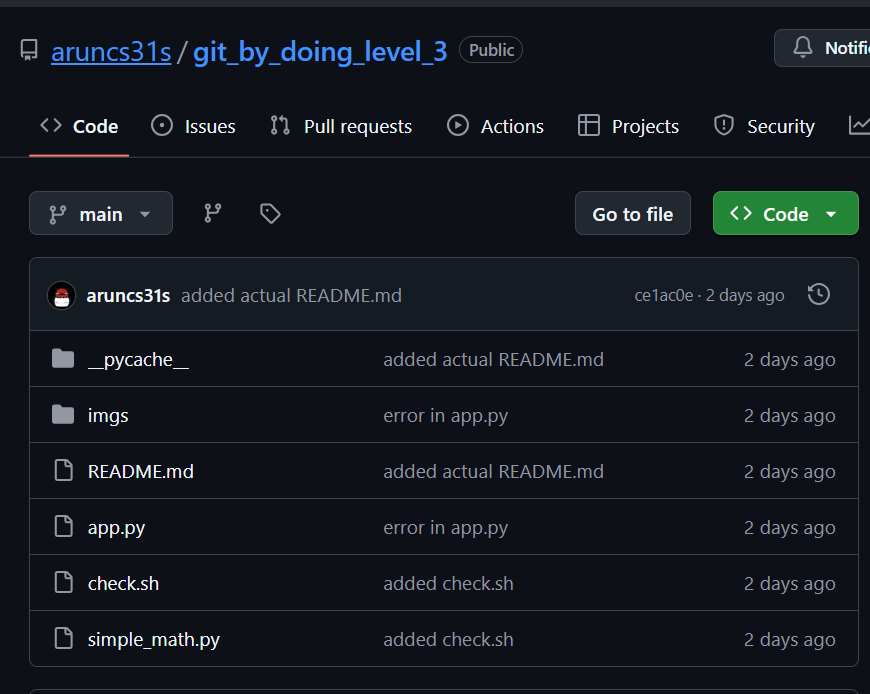 aruncs31s / git_by_doing_level_3 Public
Code Issues Pull requests Actions Projects Security
main Go to file Code
aruncs31s added actual README.md ce1ac0e · 2 days ago
__pycache__ added actual README.md 2 days ago
imgs error in app.py 2 days ago
README.md added actual README.md 2 days ago
app.py error in app.py 2 days ago
check.sh added check.sh 2 days ago
simple_math.py added check.sh 2 days ago